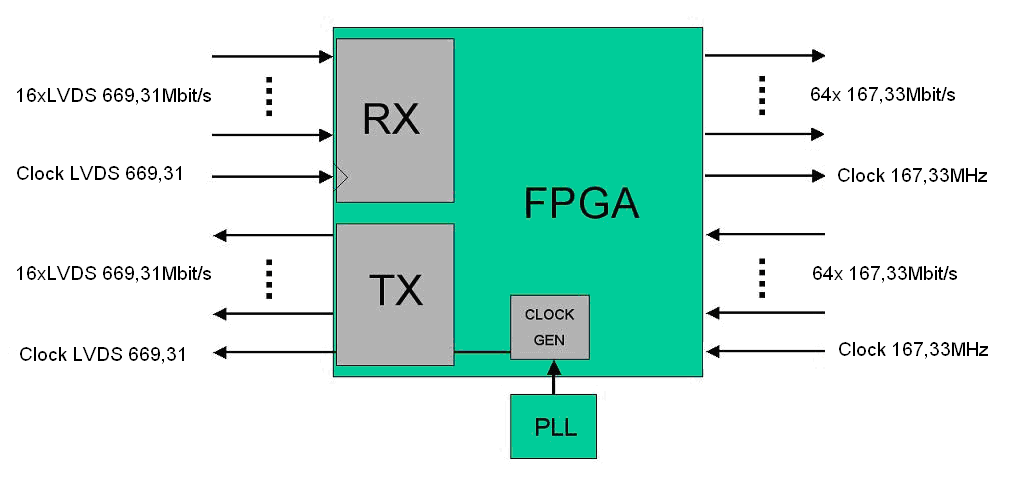 16xLVDS 669,31Mbit/s
Clock LVDS 669,31
16xLVDS 669,31Mbit/s
Clock LVDS 669,31
RX
TX
FPGA
CLOCK
GEN
PLL
64x 167,33Mbit/s
Clock 167,33MHz
64x 167,33Mbit/s
Clock 167,33MHz